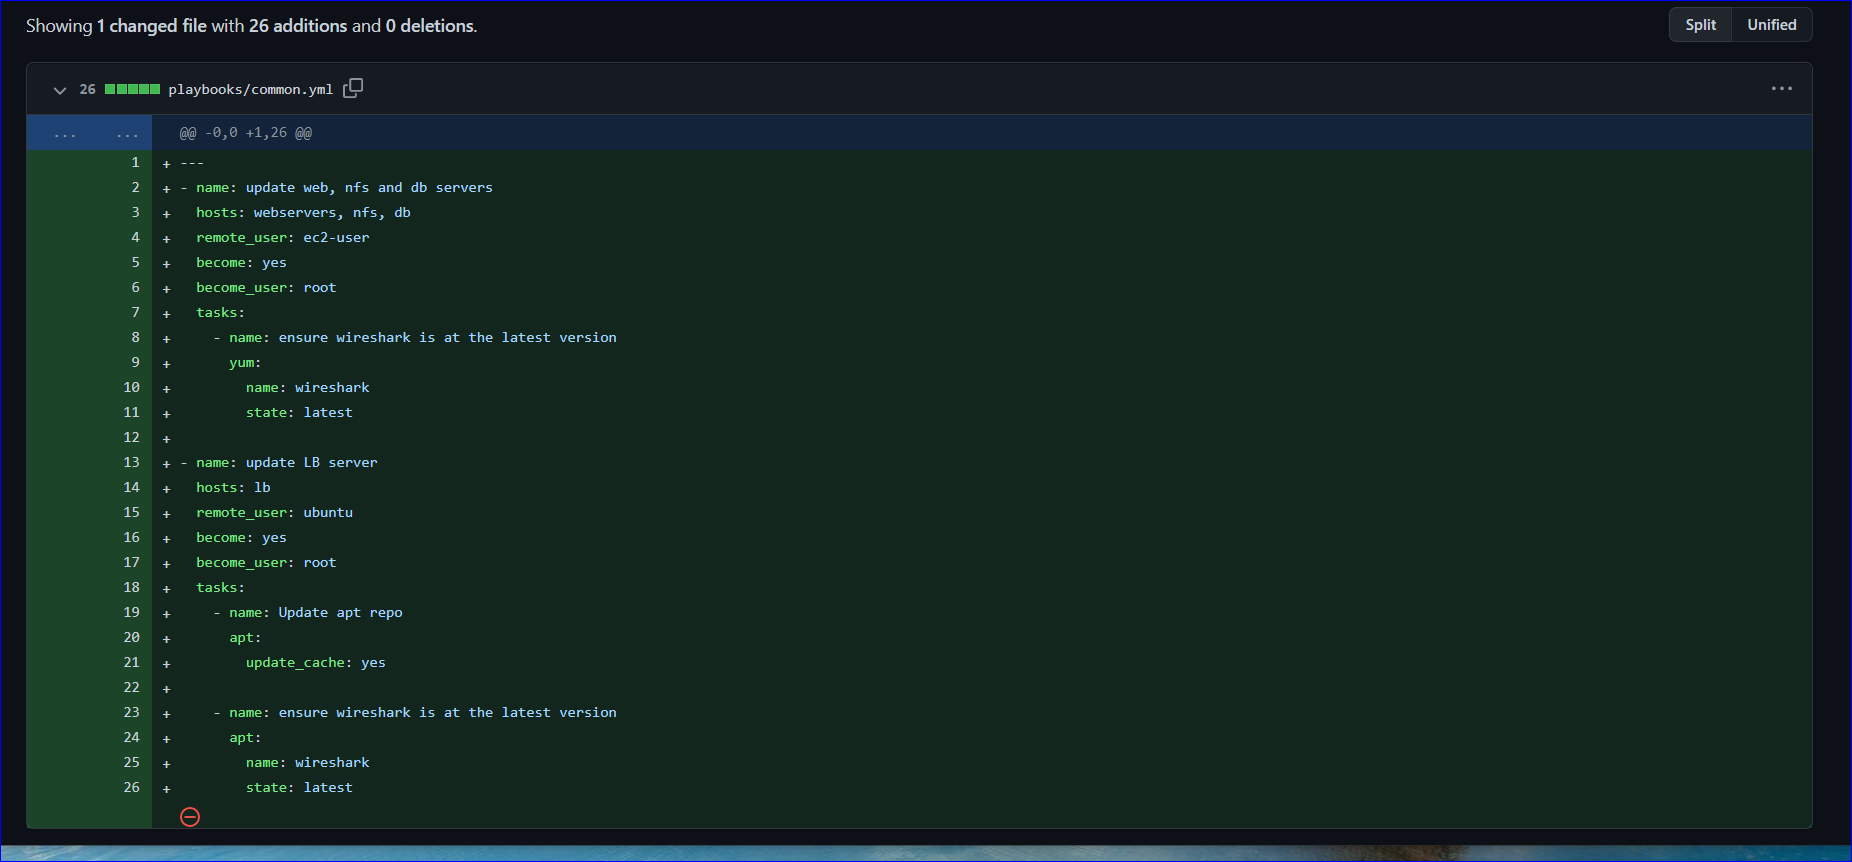 Showing 1 changed file with 26 additions and 0 deletions.
Split Unified
26 playbooks/common.yml
... ... @@ -0,0 +1,26 @@
1 + ---
2 + - name: update web, nfs and db servers
3 +   hosts: webservers, nfs, db
4 +   remote_user: ec2-user
5 +   become: yes
6 +   become_user: root
7 +   tasks:
8 +     - name: ensure wireshark is at the latest version
9 +       yum:
10 +         name: wireshark
11 +         state: latest
12 +
13 + - name: update LB server
14 +   hosts: lb
15 +   remote_user: ubuntu
16 +   become: yes
17 +   become_user: root
18 +   tasks:
19 +     - name: Update apt repo
20 +       apt:
21 +         update_cache: yes
22 +
23 +     - name: ensure wireshark is at the latest version
24 +       apt:
25 +         name: wireshark
26 +         state: latest